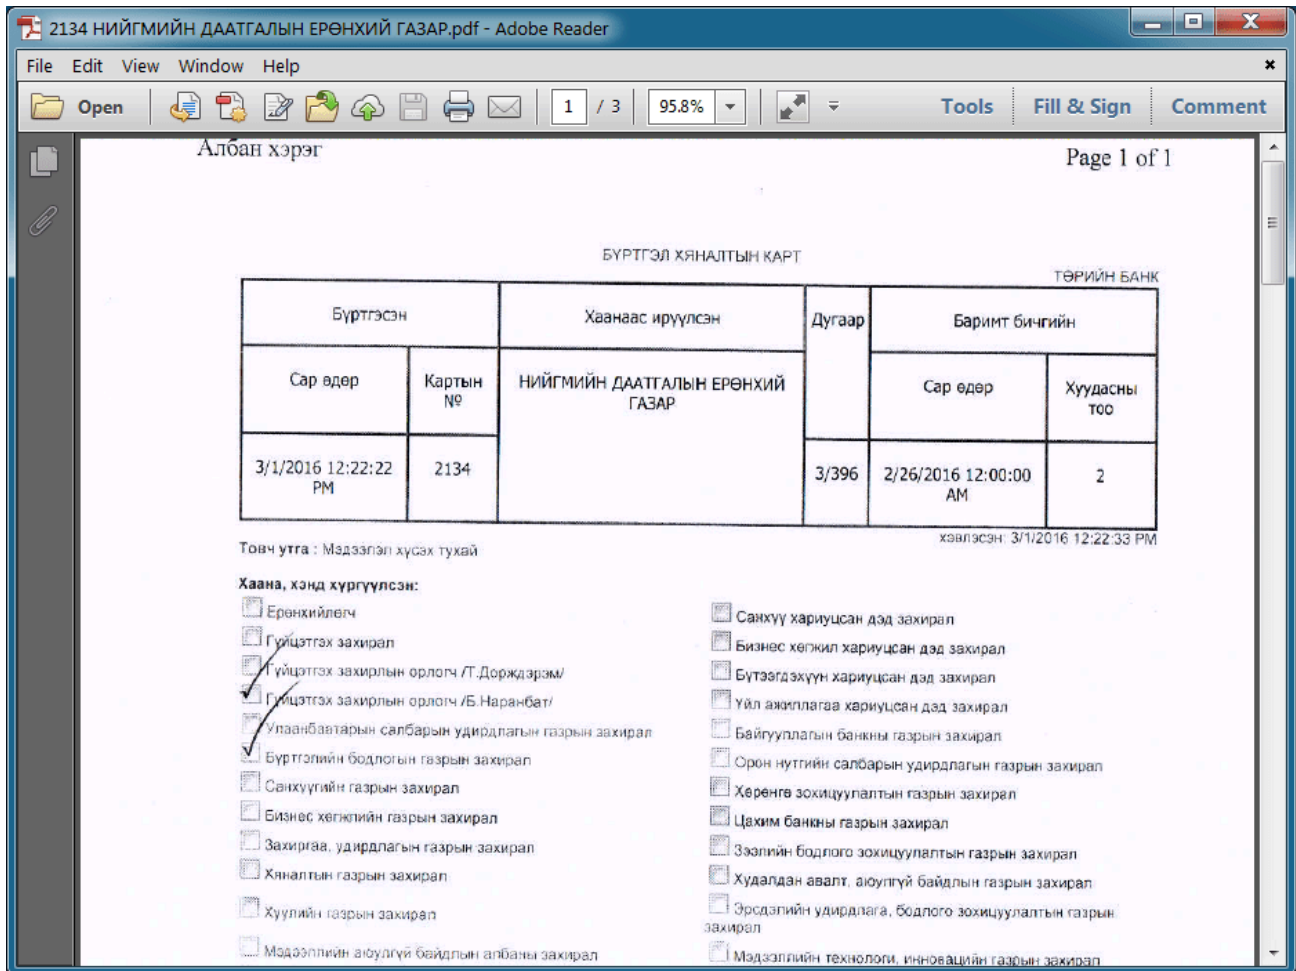 2134 НИЙГМИЙН ДААТГАЛЫН ЕРӨНХИЙ ГАЗАР.pdf - Adobe Reader
File Edit View Window Help
Open 1 / 3 95.8% Tools Fill & Sign Comment
Албан хэрэг
Page 1 of 1
БҮРТГЭЛ ХЯНАЛТЫН КАРТ
ТӨРИЙН БАНК
Бүртгэсэн Хаанаас ирүүлсэн Дугаар Баримт бичгийн
Сар өдөр Картын № НИЙГМИЙН ДААТГАЛЫН ЕРӨНХИЙ ГАЗАР Сар өдөр Хуудасны тоо
3/1/2016 12:22:22 PM 2134 3/396 2/26/2016 12:00:00 AM 2
хэвлэсэн: 3/1/2016 12:22:33 PM
Товч утга : Мэдээлэл хүсэх тухай
Хаана, хэнд хүргүүлсэн:
Ерөнхийлөгч
Гүйцэтгэх захирал
Гүйцэтгэх захирлын орлогч /Т.Дорждэрэм/
Гүйцэтгэх захирлын орлогч /Б.Наранбат/
Улаанбаатарын салбарын удирдлагын газрын захирал
Бүртгэлийн бодлогын газрын захирал
Санхүүгийн газрын захирал
Бизнес хөгжлийн газрын захирал
Захиргаа, удирдлагын газрын захирал
Хяналтын газрын захирал
Хуулийн газрын захирал
Мэдээллийн аюулгүй байдлын албаны захирал
Санхүү хариуцсан дэд захирал
Бизнес хөгжил хариуцсан дэд захирал
Бүтээгдэхүүн хариуцсан дэд захирал
Үйл ажиллагаа хариуцсан дэд захирал
Байгууллагын банкны газрын захирал
Орон нутгийн салбарын удирдлагын газрын захирал
Хөрөнгө зохицуулалтын газрын захирал
Цахим банкны газрын захирал
Зээлийн бодлого зохицуулалтын газрын захирал
Худалдан авалт, аюулгүй байдлын газрын захирал
Эрсдэлийн удирдлага, бодлого зохицуулалтын газрын
захирал
Мэдээллийн технологи, инновацийн газрын захирал